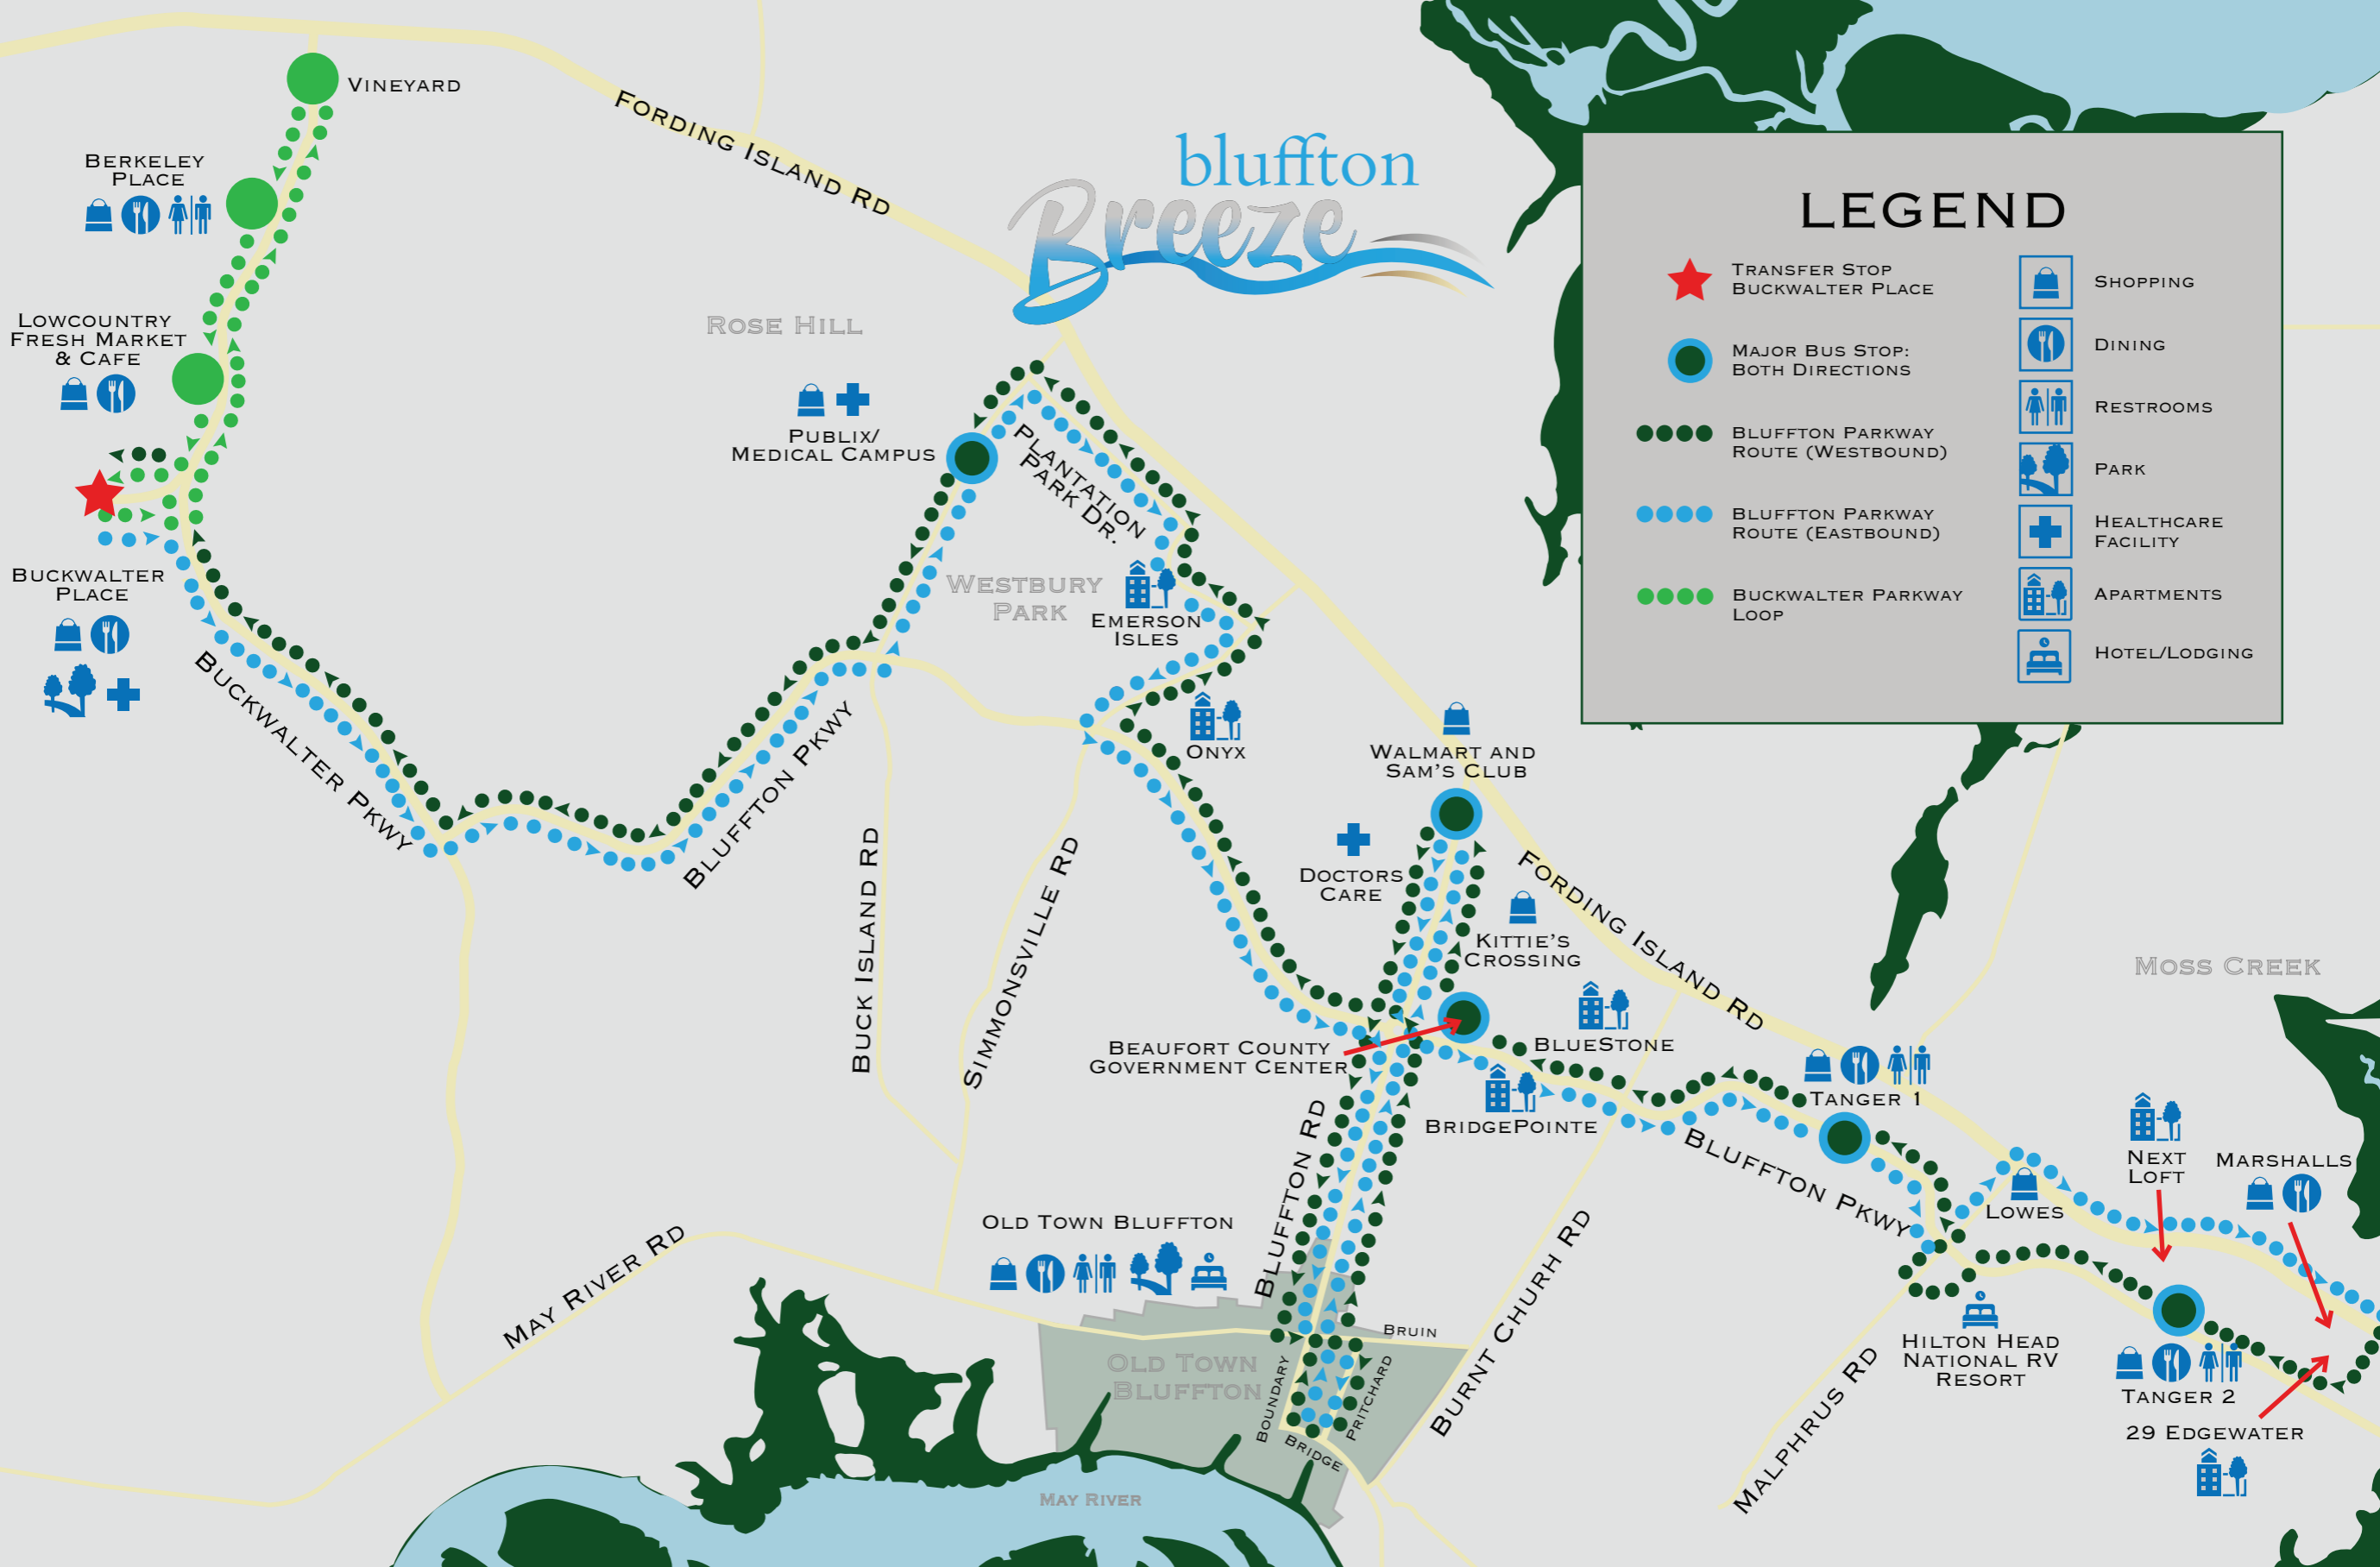 Vineyard
Berkeley
Place
Lowcountry
Fresh Market
& Cafe
Buckwalter
Place
Buckwalter Pkwy
Fording Island Rd
bluffton
Breeze
Rose Hill
Publix/
Medical Campus
Plantation
Park Dr.
Westbury
Park
Emerson
Isles
Onyx
Bluffton Pkwy
Buck Island Rd
Simmonsville Rd
Walmart and
Sam's Club
Doctors
Care
Kittie's
Crossing
Fording Island Rd
Beaufort County
Government Center
BlueStone
BridgePointe
Bluffton Rd
Bluffton Pkwy
Tanger 1
Lowes
Next
Loft
Marshalls
Moss Creek
Hilton Head
National RV
Resort
Tanger 2
29 Edgewater
Malphrus Rd
Burnt Churh Rd
May River Rd
Old Town Bluffton
Old Town
Bluffton
Bruin
Boundary
Pritchard
Bridge
May River
LEGEND
Transfer Stop
Buckwalter Place
Major Bus Stop:
Both Directions
Bluffton Parkway
Route (Westbound)
Bluffton Parkway
Route (Eastbound)
Buckwalter Parkway
Loop
Shopping
Dining
Restrooms
Park
Healthcare
Facility
Apartments
Hotel/Lodging